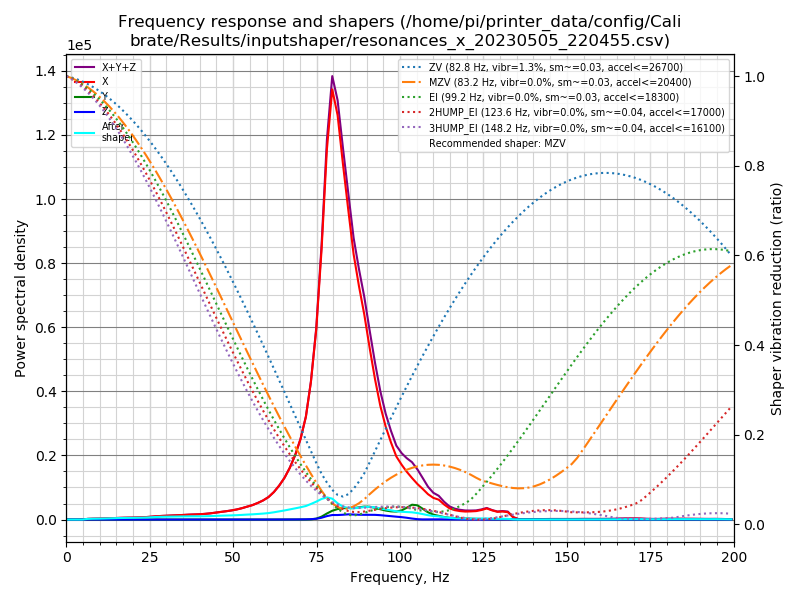 Frequency response and shapers (/home/pi/printer_data/config/Cali
brate/Results/inputshaper/resonances_x_20230505_220455.csv)
1e5
X+Y+Z
X
Y
Z
After
shaper
ZV (82.8 Hz, vibr=1.3%, sm~=0.03, accel<=26700)
MZV (83.2 Hz, vibr=0.0%, sm~=0.03, accel<=20400)
EI (99.2 Hz, vibr=0.0%, sm~=0.03, accel<=18300)
2HUMP_EI (123.6 Hz, vibr=0.0%, sm~=0.04, accel<=17000)
3HUMP_EI (148.2 Hz, vibr=0.0%, sm~=0.04, accel<=16100)
Recommended shaper: MZV
Power spectral density
1.4
1.2
1.0
0.8
0.6
0.4
0.2
0.0
1.0
0.8
0.6
0.4
0.2
0.0
Shaper vibration reduction (ratio)
0 25 50 75 100 125 150 175 200
Frequency, Hz